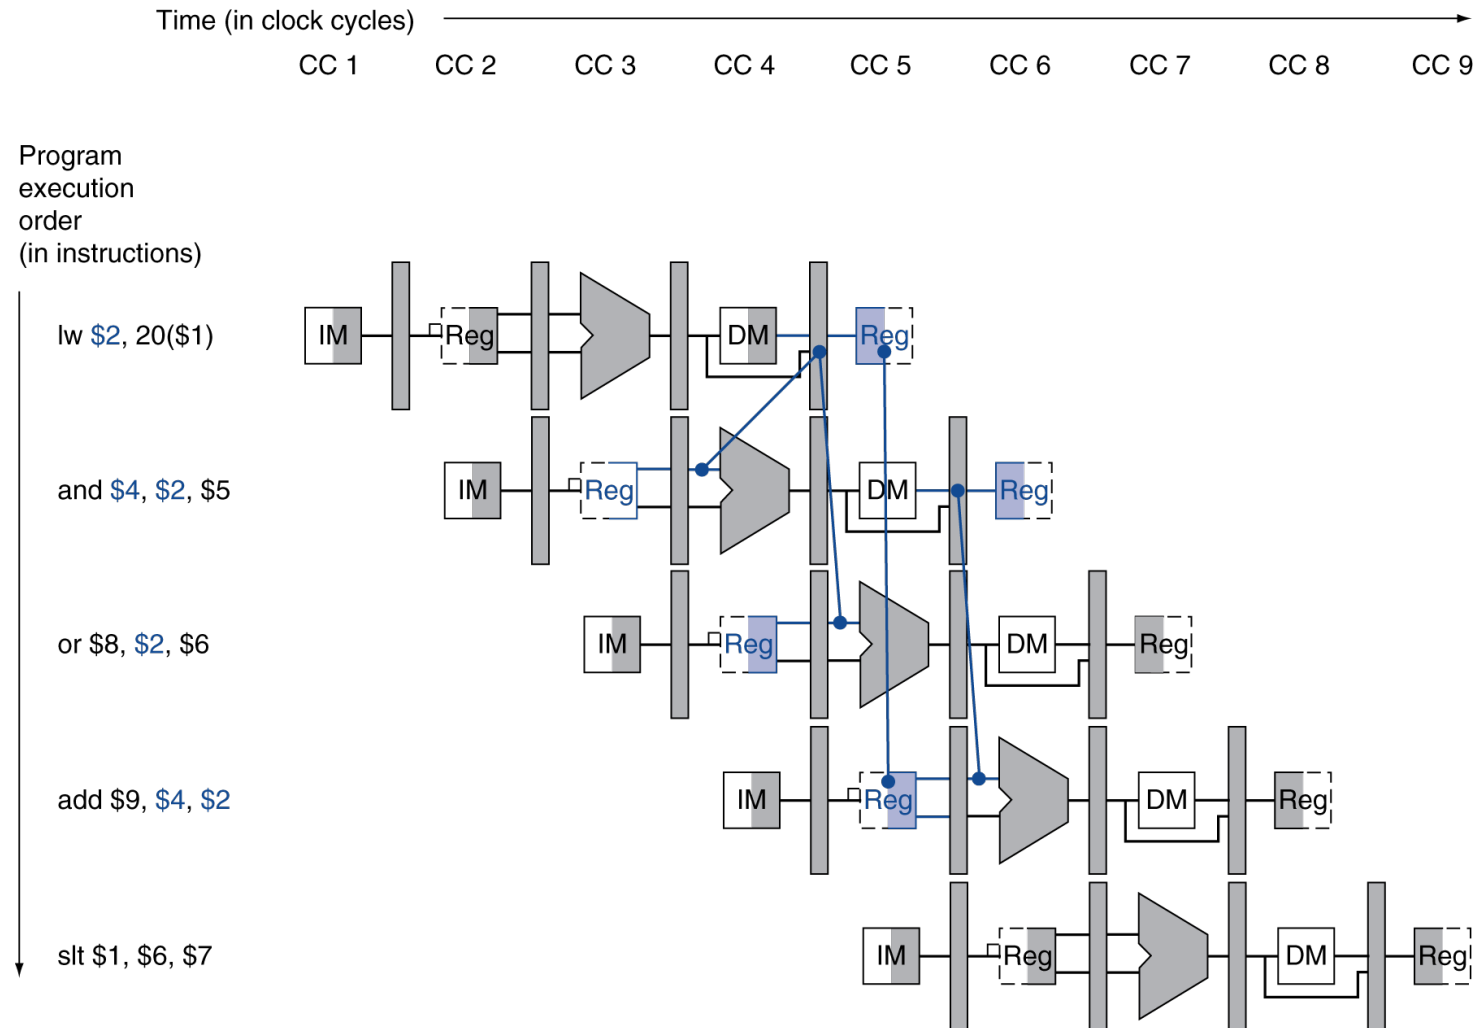 Time (in clock cycles)
CC 1 CC 2 CC 3 CC 4 CC 5 CC 6 CC 7 CC 8 CC 9
Program
execution
order
(in instructions)
lw $2, 20($1) IM Reg DM Reg
and $4, $2, $5 IM Reg DM Reg
or $8, $2, $6 IM Reg DM Reg
add $9, $4, $2 IM Reg DM Reg
slt $1, $6, $7 IM Reg DM Reg